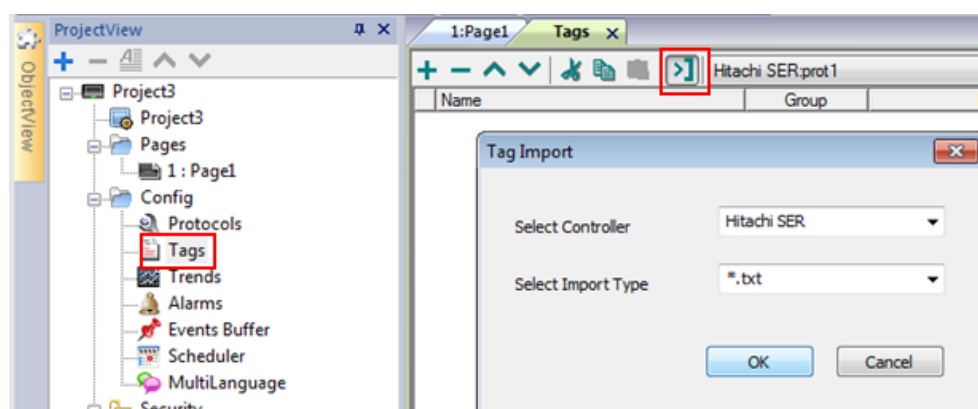 ProjectView
ObjectView
Project3
Project3
Pages
1 : Page1
Config
Protocols
Tags
Trends
Alarms
Events Buffer
Scheduler
MultiLanguage
Security
1:Page1
Tags
Hitachi SER:prot1
Name
Group
Tag Import
Select Controller
Hitachi SER
Select Import Type
*.txt
OK
Cancel